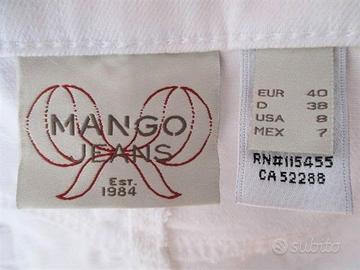 MANGO
JEANS
EST.
1984
EUR 40
D 38
USA 8
MEX 7
RN#115455
CA 52288
subito